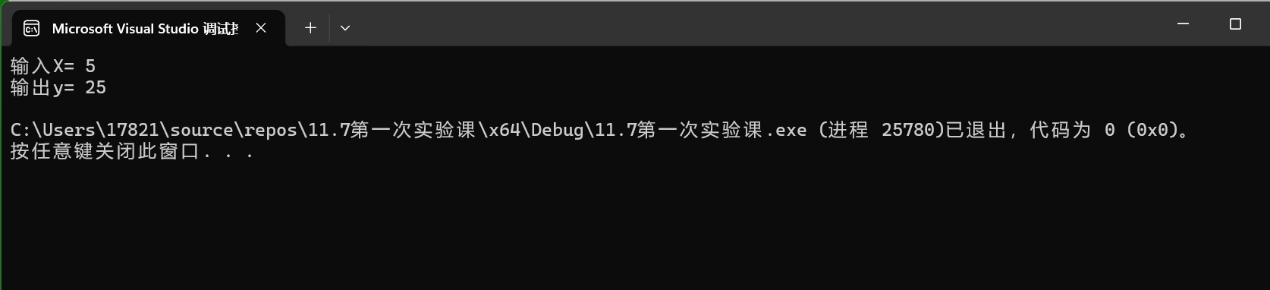 Microsoft Visual Studio 调试
输入X= 5
输出y= 25
C:\Users\17821\source\repos\11.7第一次实验课\x64\Debug\11.7第一次实验课.exe (进程 25780)已退出，代码为 0 (0x0)。
按任意键关闭此窗口. . .